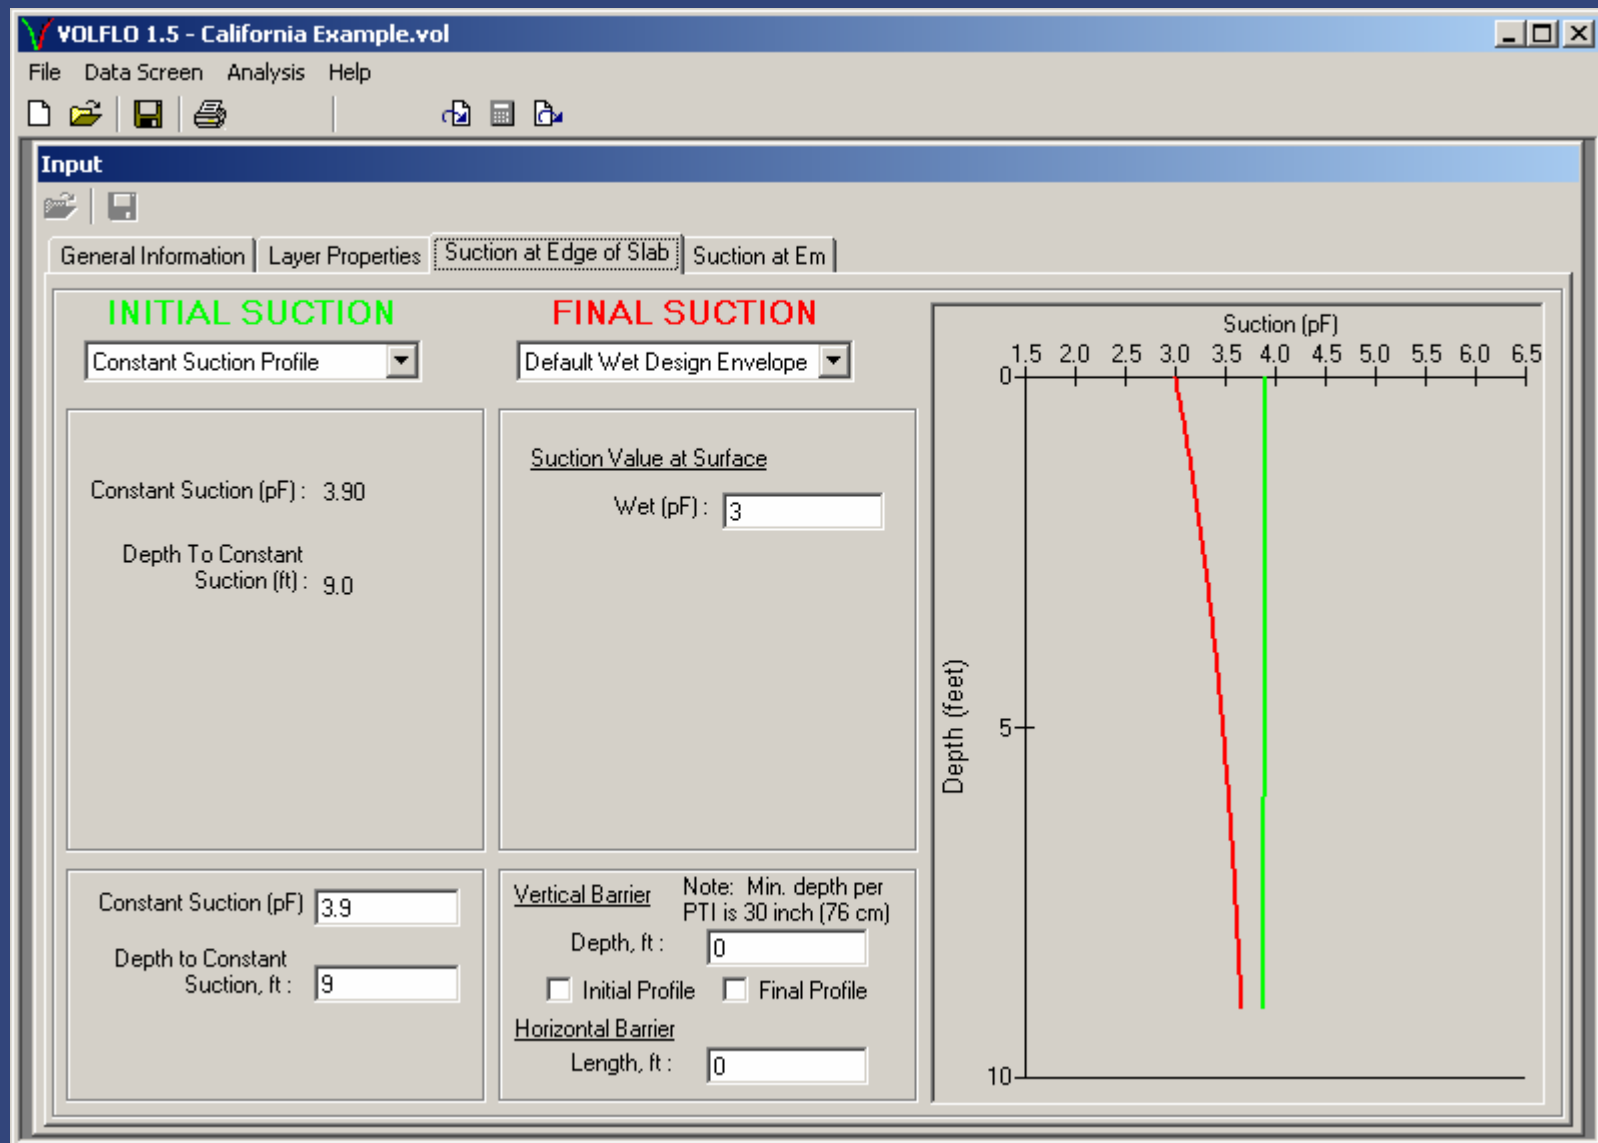 VOLFLO 1.5 - California Example.vol
File Data Screen Analysis Help
Input
General Information Layer Properties Suction at Edge of Slab Suction at Em
INITIAL SUCTION
Constant Suction Profile
Constant Suction (pF) : 3.90
Depth To Constant
Suction (ft) : 9.0
Constant Suction (pF) 3.9
Depth to Constant
Suction, ft : 9
FINAL SUCTION
Default Wet Design Envelope
Suction Value at Surface
Wet (pF) : 3
Vertical Barrier
Note: Min. depth per
PTI is 30 inch (76 cm)
Depth, ft : 0
Initial Profile Final Profile
Horizontal Barrier
Length, ft : 0
Suction (pF)
1.5 2.0 2.5 3.0 3.5 4.0 4.5 5.0 5.5 6.0 6.5
0
Depth (feet)
5
10